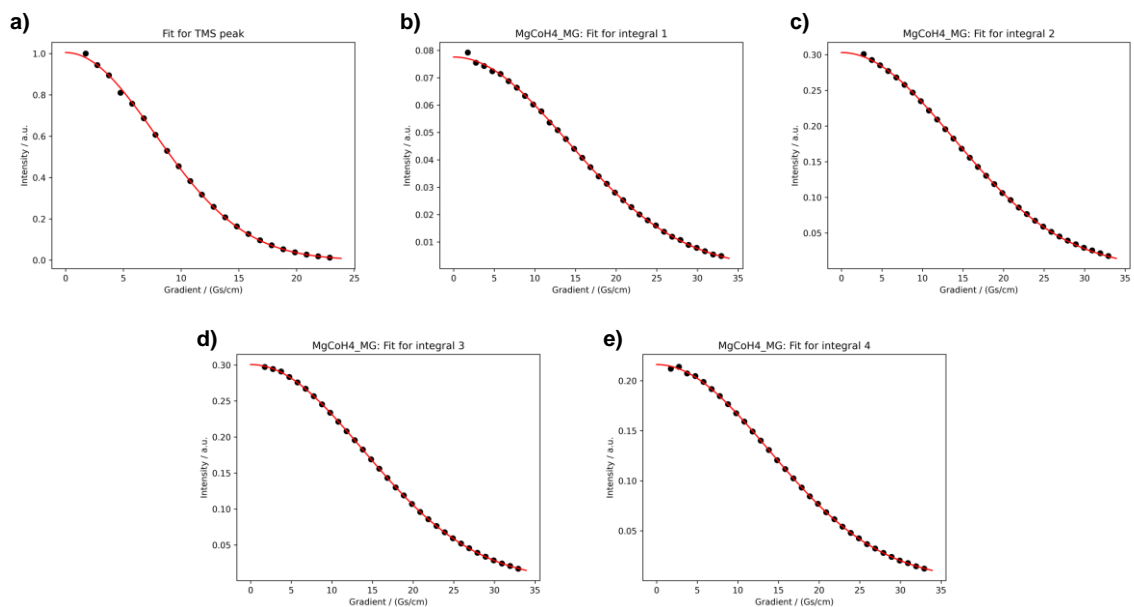 a)
Fit for TMS peak
Intensity / a.u.
1.0
0.8
0.6
0.4
0.2
0.0
0 5 10 15 20 25
Gradient / (Gs/cm)
b)
MgCoH4_MG: Fit for integral 1
Intensity / a.u.
0.08
0.07
0.06
0.05
0.04
0.03
0.02
0.01
0 5 10 15 20 25 30 35
Gradient / (Gs/cm)
c)
MgCoH4_MG: Fit for integral 2
Intensity / a.u.
0.30
0.25
0.20
0.15
0.10
0.05
0 5 10 15 20 25 30 35
Gradient / (Gs/cm)
d)
MgCoH4_MG: Fit for integral 3
Intensity / a.u.
0.30
0.25
0.20
0.15
0.10
0.05
0 5 10 15 20 25 30 35
Gradient / (Gs/cm)
e)
MgCoH4_MG: Fit for integral 4
Intensity / a.u.
0.20
0.15
0.10
0.05
0 5 10 15 20 25 30 35
Gradient / (Gs/cm)